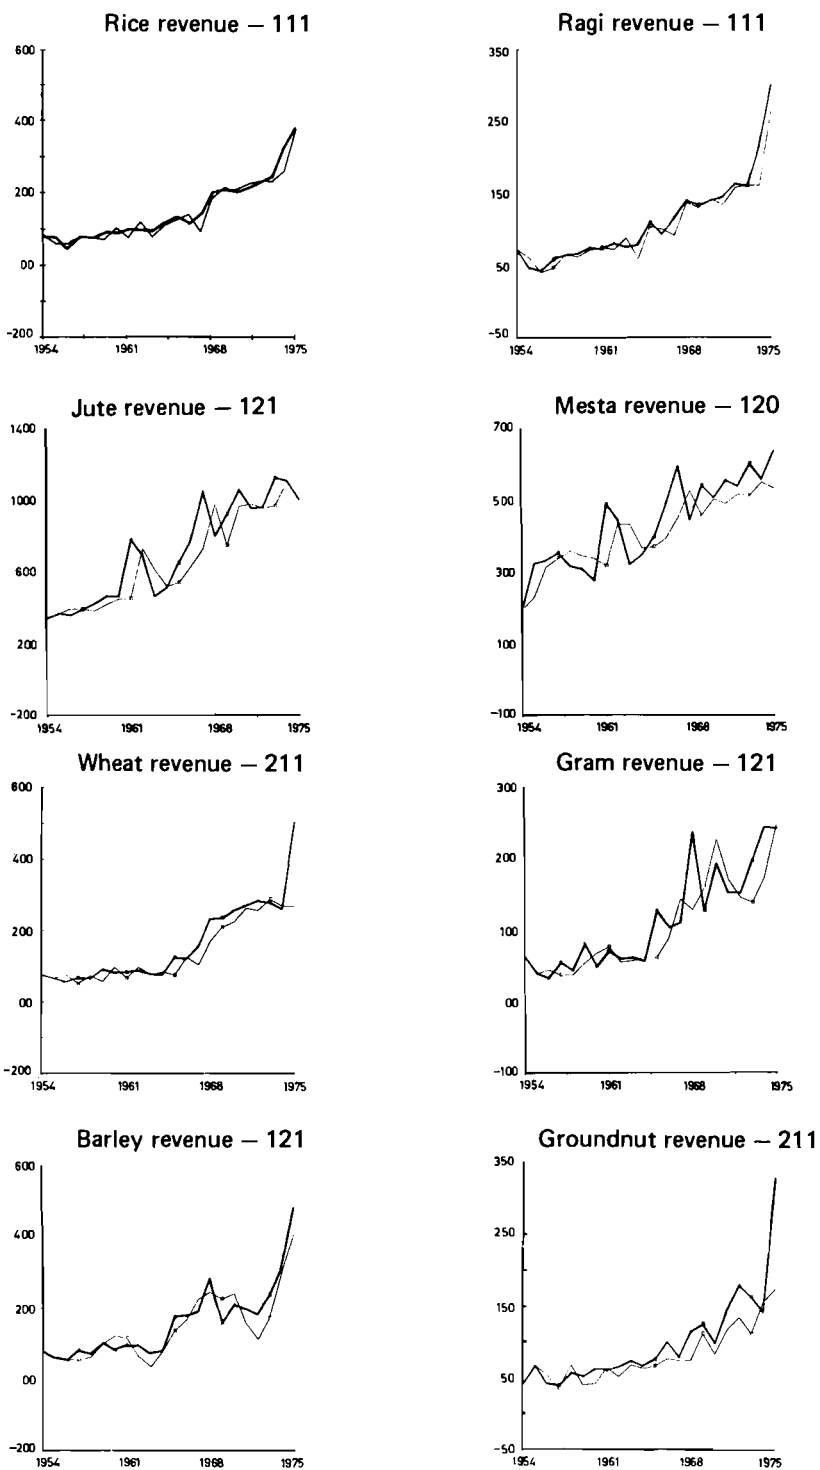 Rice revenue – 111
600
400
200
00
-200
1954 1961 1968 1975
Ragi revenue – 111
350
250
150
50
-50
1954 1961 1968 1975
Jute revenue – 121
1400
1000
600
200
-200
1954 1961 1968 1975
Mesta revenue – 120
700
500
300
100
-100
1954 1961 1968 1975
Wheat revenue – 211
600
400
200
00
-200
1954 1961 1968 1975
Gram revenue – 121
300
200
100
00
-100
1954 1961 1968 1975
Barley revenue – 121
600
400
200
00
-200
1954 1961 1968 1975
Groundnut revenue – 211
350
250
150
50
-50
1954 1961 1968 1975